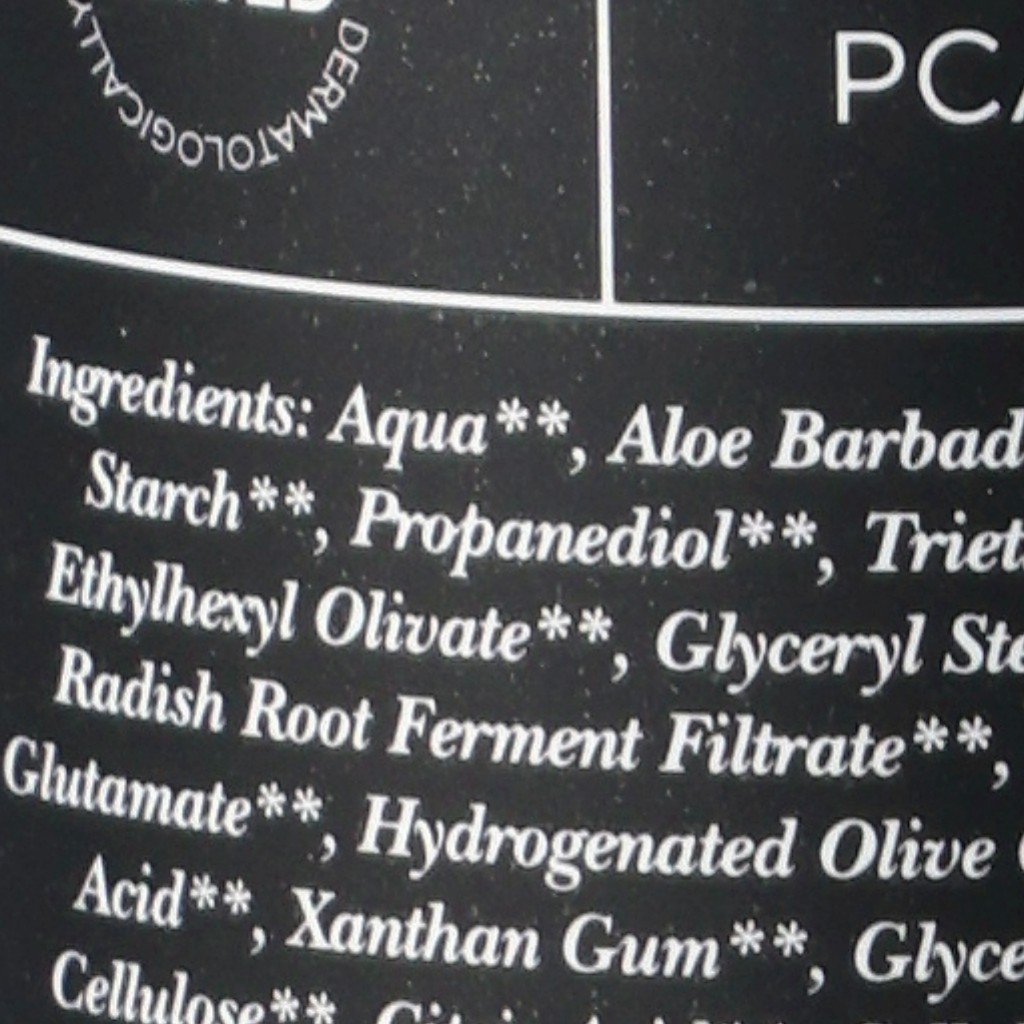 DERMATOLOGICALLY
PCA
Ingredients: Aqua**, Aloe Barbad
Starch**, Propanediol**, Triet
Ethylhexyl Olivate**, Glyceryl Ste
Radish Root Ferment Filtrate**,
Glutamate**, Hydrogenated Olive
Acid**, Xanthan Gum**, Glyce
Cellulose**,